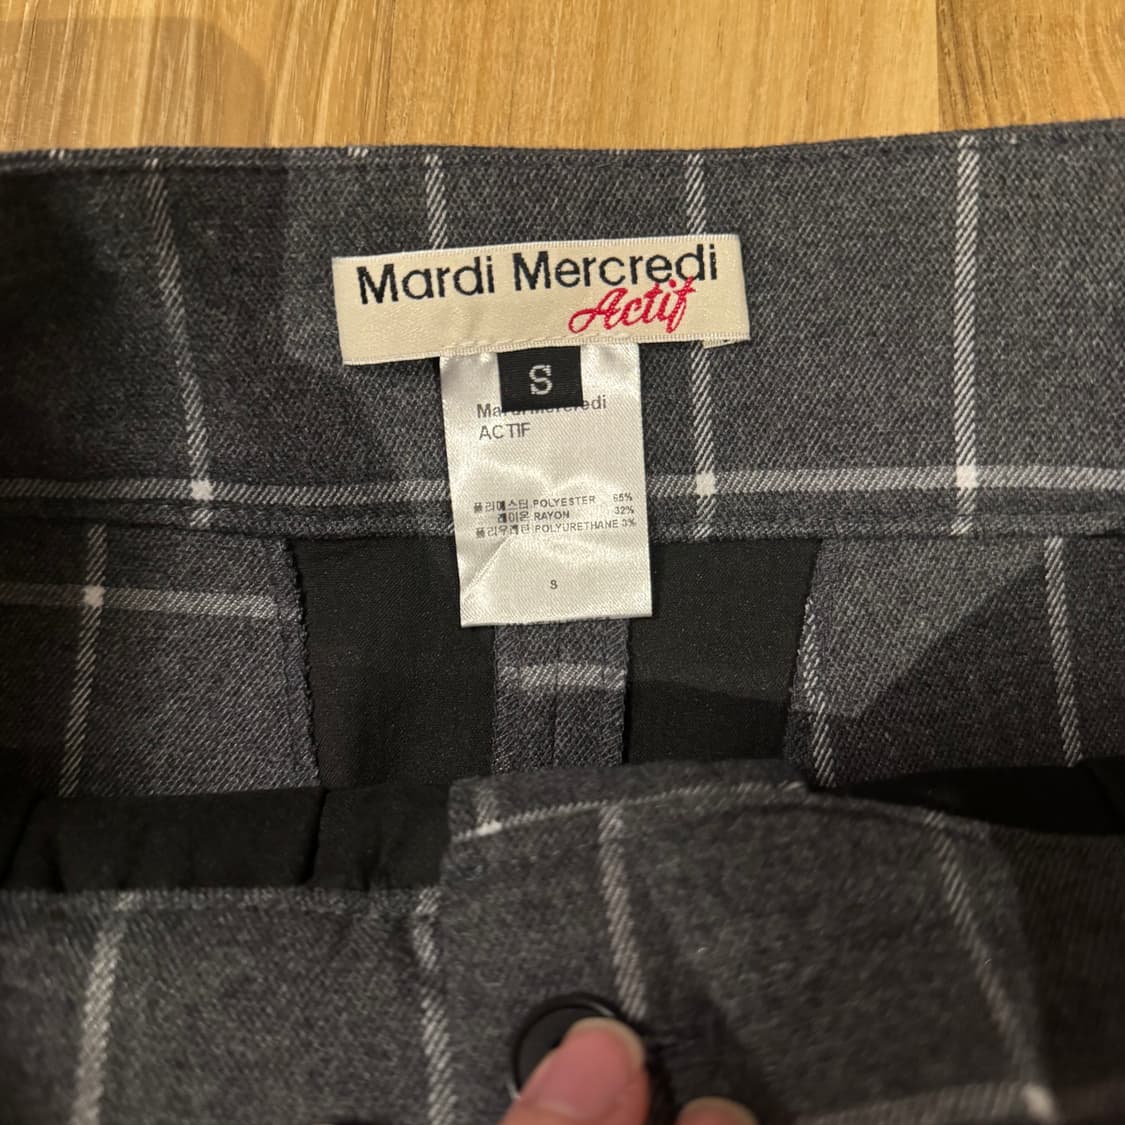 Mardi Mercredi
Actif
S
Mardi Mercredi
ACTIF
폴리에스터 POLYESTER 65%
레이온 RAYON 32%
폴리우레탄 POLYURETHANE 3%
S